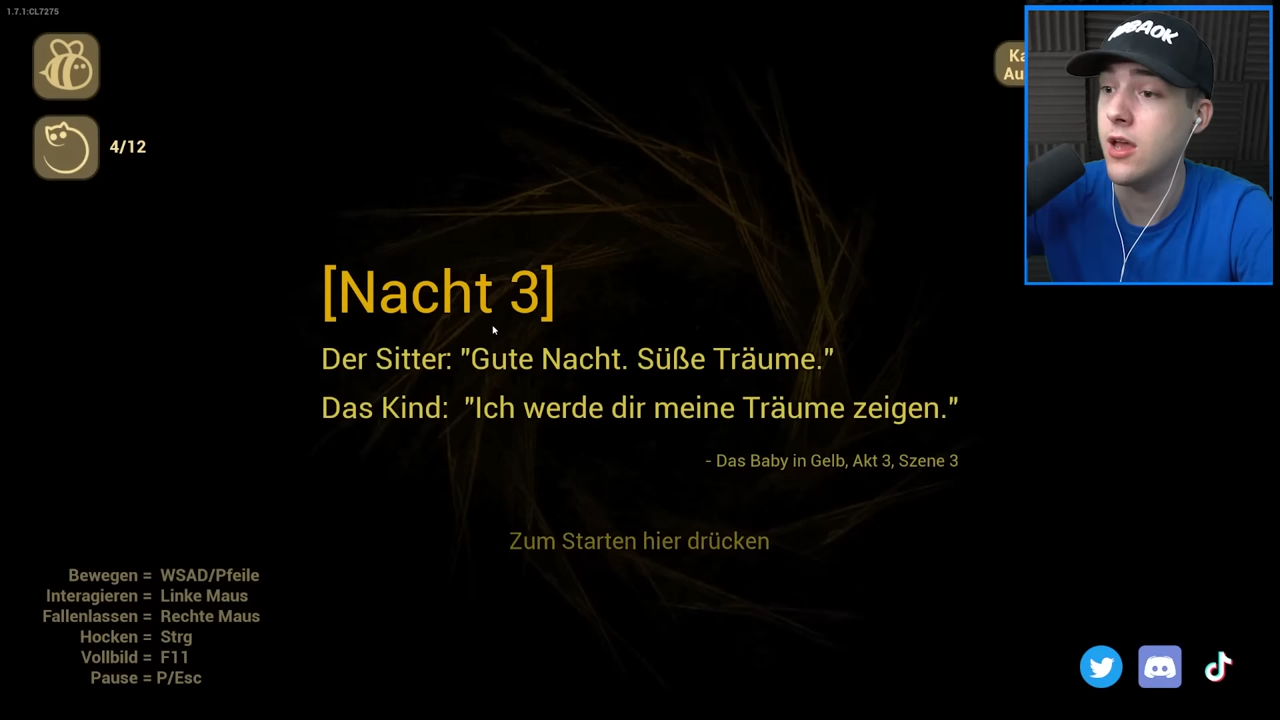 1.7.1:CL7275
4/12
[Nacht 3]
Der Sitter: "Gute Nacht. Süße Träume."
Das Kind: "Ich werde dir meine Träume zeigen."
- Das Baby in Gelb, Akt 3, Szene 3
Zum Starten hier drücken
Bewegen = WSAD/Pfeile
Interagieren = Linke Maus
Fallenlassen = Rechte Maus
Hocken = Strg
Vollbild = F11
Pause = P/Esc